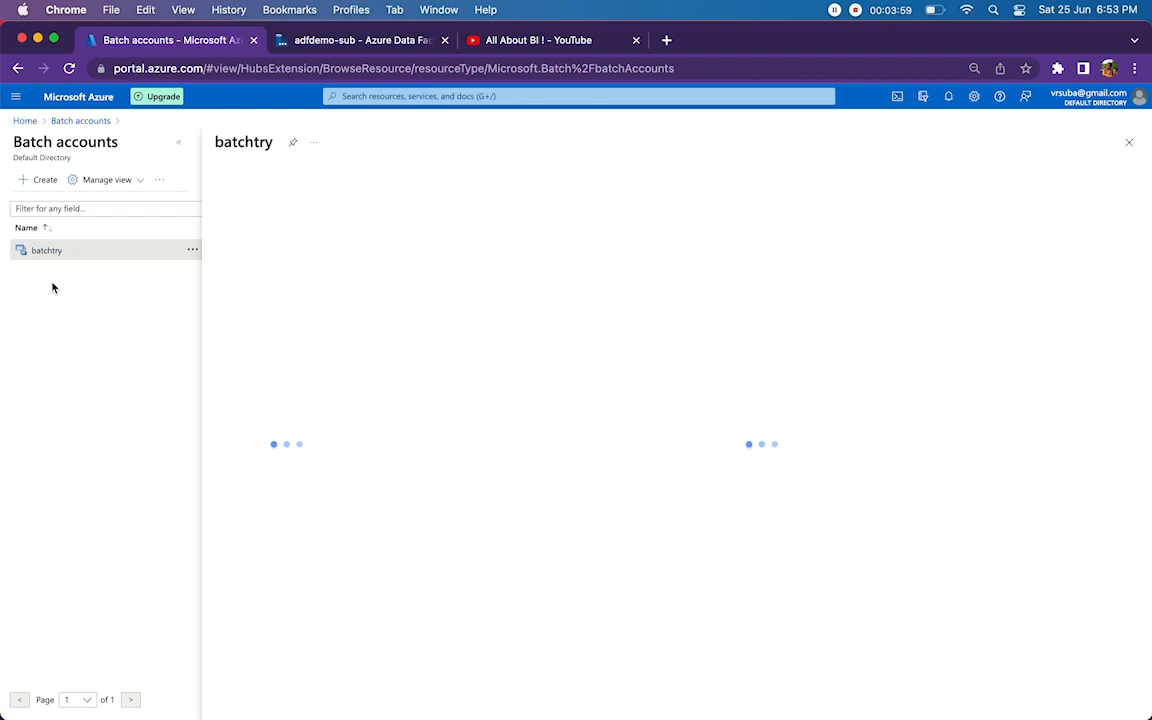 Chrome File Edit View History Bookmarks Profiles Tab Window Help 00:03:59 Sat 25 Jun 6:53 PM
Batch accounts - Microsoft Az adfdemo-sub - Azure Data Fac All About BI ! - YouTube
portal.azure.com/#view/HubsExtension/BrowseResource/resourceType/Microsoft.Batch%2FbatchAccounts
Microsoft Azure Upgrade Search resources, services, and docs (G+/) vrsuba@gmail.com
DEFAULT DIRECTORY
Home > Batch accounts >
Batch accounts « batchtry ...
Default Directory
+ Create Manage view ...
Filter for any field...
Name ↑↓
batchtry ...
< Page 1 of 1 >